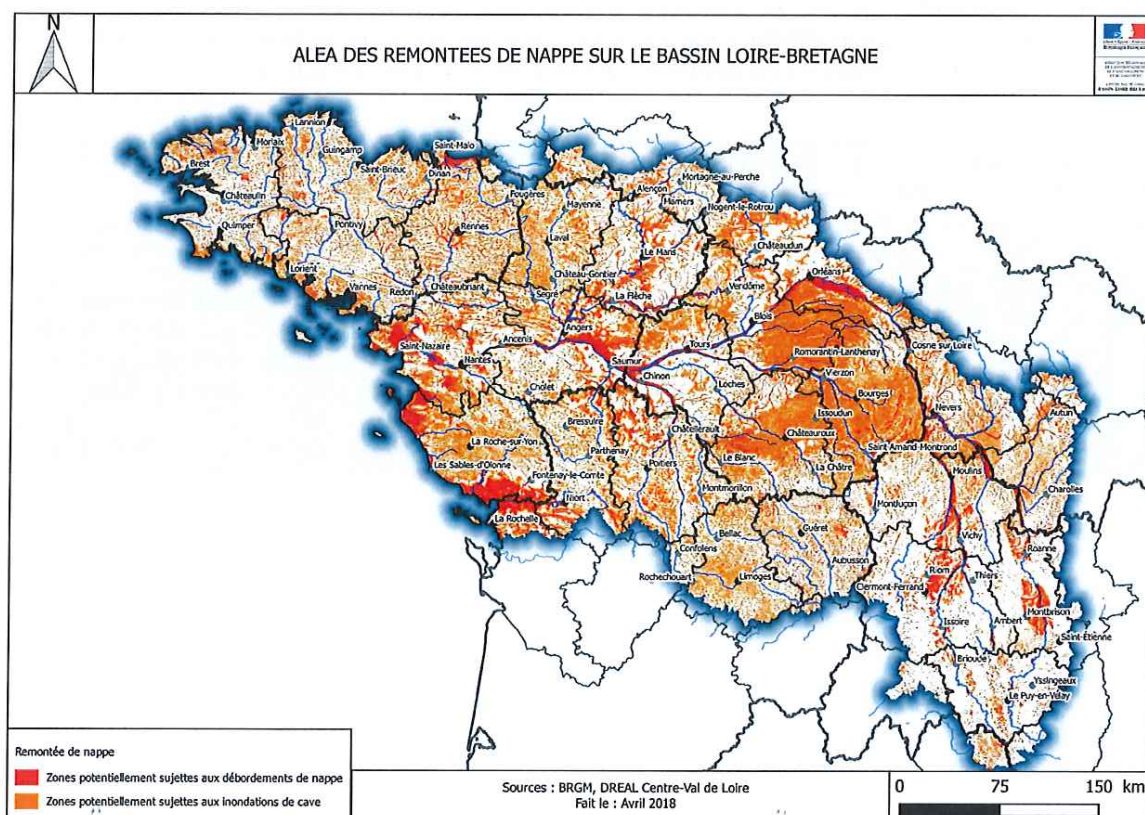 N
ALEA DES REMONTEES DE NAPPE SUR LE BASSIN LOIRE-BRETAGNE
Lannion
Morlaix
Guingamp
Brest
Saint-Malo
Saint-Brieuc
Dinan
Châteaulin
Fougères
Alençon
Mortagne-au-Perche
Mamers
Mayenne
Nogent-le-Rotrou
Quimper
Pontivy
Rennes
Laval
Le Mans
Châteaudun
Lorient
Château-Gontier
Orléans
Vannes
Redon
Châteaubriant
Segré
La Flèche
Vendôme
Blois
Angers
Ancenis
Saint-Nazaire
Tours
Cosne sur Loire
Saumur
Romorantin-Lanthenay
Nantes
Chinon
Vierzon
Cholet
Loches
Bourges
Bressuire
Issoudun
Nevers
Autun
Châtellerault
La Roche-sur-Yon
Châteauroux
Parthenay
Saint Amand-Montrond
Les Sables-d'Olonne
Le Blanc
Poitiers
La Châtre
Moulins
Fontenay-le-Comte
Niort
Montmorillon
Charolles
Montluçon
La Rochelle
Guéret
Bellac
Vichy
Roanne
Confolens
Aubusson
Rochechouart
Limoges
Riom
Thiers
Clermont-Ferrand
Montbrison
Issoire
Ambert
Saint-Étienne
Brioude
Yssingeaux
Le Puy-en-Velay
Remontée de nappe
Zones potentiellement sujettes aux débordements de nappe
Zones potentiellement sujettes aux inondations de cave
Sources : BRGM, DREAL Centre-Val de Loire
Fait le : Avril 2018
0 75 150 km